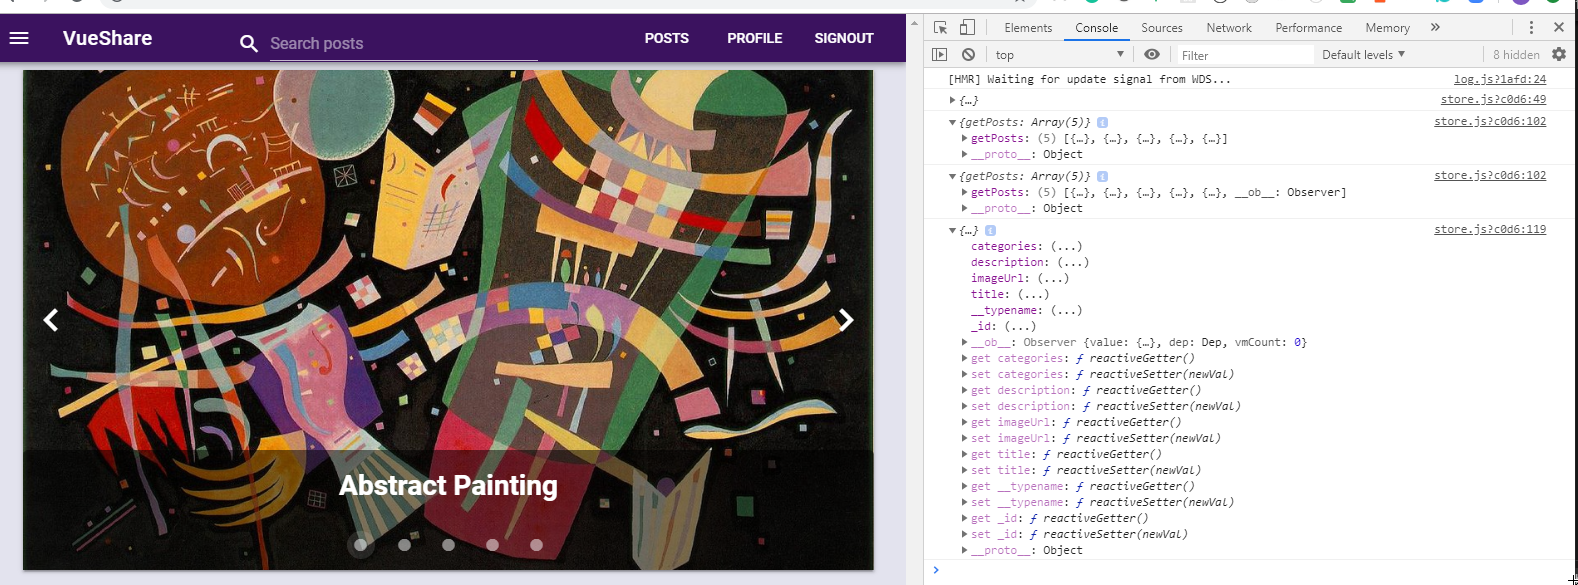 VueShare
Search posts
POSTS PROFILE SIGNOUT
Abstract Painting
Elements Console Sources Network Performance Memory »
top Filter Default levels ▼ 8 hidden
[HMR] Waiting for update signal from WDS... log.js?1afd:24
{…} store.js?c0d6:49
{getPosts: Array(5)} i store.js?c0d6:102
getPosts: (5) [{…}, {…}, {…}, {…}, {…}]
__proto__: Object
{getPosts: Array(5)} i store.js?c0d6:102
getPosts: (5) [{…}, {…}, {…}, {…}, {…}, __ob__: Observer]
__proto__: Object
{…} i store.js?c0d6:119
categories: (...)
description: (...)
imageUrl: (...)
title: (...)
__typename: (...)
_id: (...)
__ob__: Observer {value: {…}, dep: Dep, vmCount: 0}
get categories: ƒ reactiveGetter()
set categories: ƒ reactiveSetter(newVal)
get description: ƒ reactiveGetter()
set description: ƒ reactiveSetter(newVal)
get imageUrl: ƒ reactiveGetter()
set imageUrl: ƒ reactiveSetter(newVal)
get title: ƒ reactiveGetter()
set title: ƒ reactiveSetter(newVal)
get __typename: ƒ reactiveGetter()
set __typename: ƒ reactiveSetter(newVal)
get _id: ƒ reactiveGetter()
set _id: ƒ reactiveSetter(newVal)
__proto__: Object